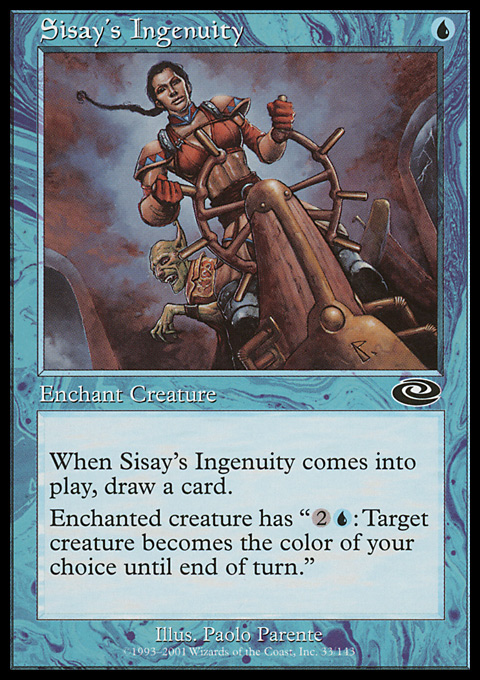 Sisay's Ingenuity
Enchant Creature
When Sisay's Ingenuity comes into
play, draw a card.
Enchanted creature has “2: Target
creature becomes the color of your
choice until end of turn.”
Illus. Paolo Parente
©1993–2001 Wizards of the Coast, Inc. 33/143